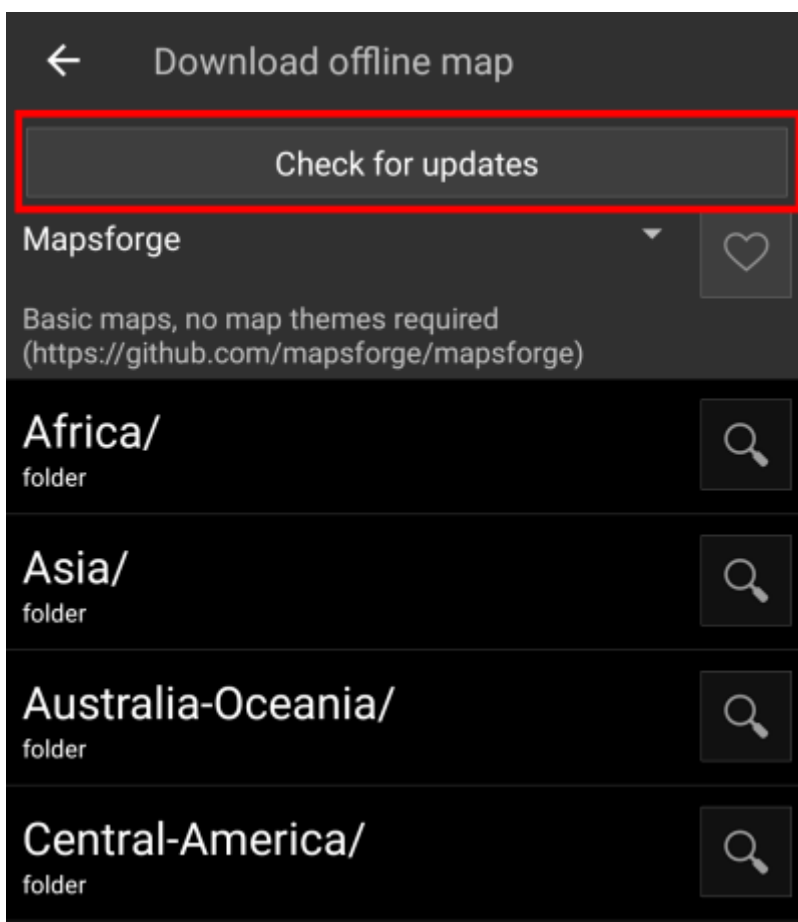 Download offline map
Check for updates
Mapsforge
Basic maps, no map themes required
(https://github.com/mapsforge/mapsforge)
Africa/
folder
Asia/
folder
Australia-Oceania/
folder
Central-America/
folder